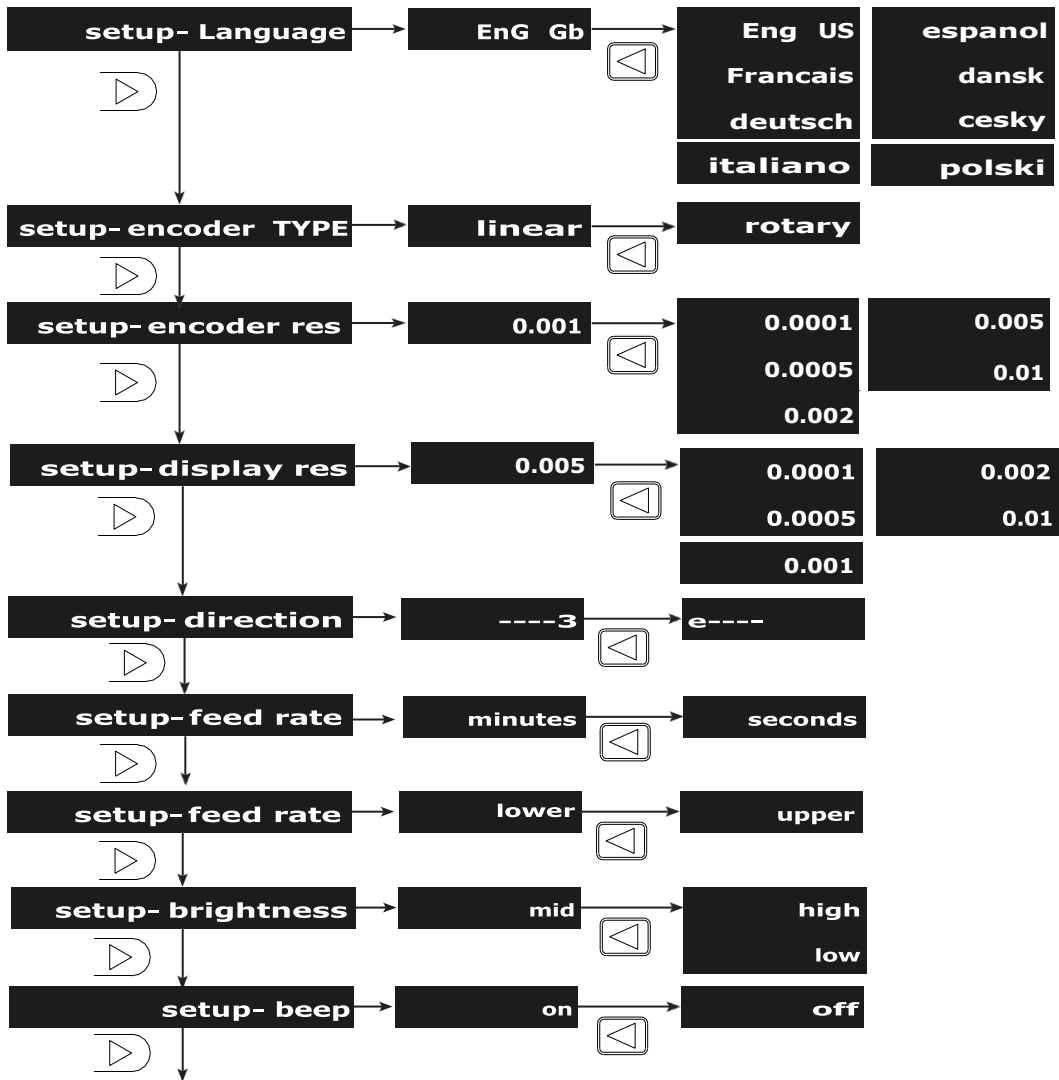 setup- Language
EnG Gb
Eng US
espanol
Francais
dansk
deutsch
cesky
italiano
polski
setup- encoder TYPE
linear
rotary
setup- encoder res
0.001
0.0001
0.005
0.0005
0.01
0.002
setup- display res
0.005
0.0001
0.002
0.0005
0.01
0.001
setup- direction
----3
e----
setup- feed rate
minutes
seconds
setup- feed rate
lower
upper
setup- brightness
mid
high
low
setup- beep
on
off